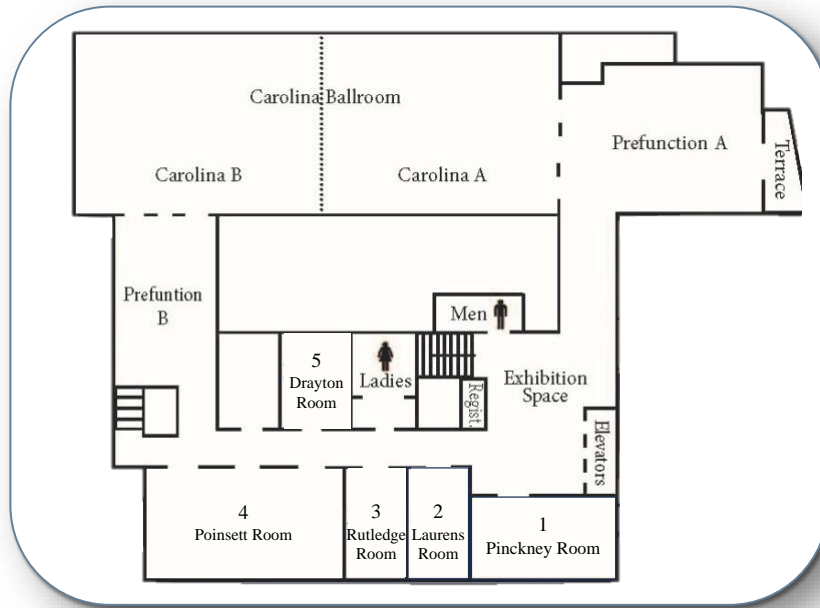 Carolina Ballroom
Prefunction A
Terrace
Carolina B
Carolina A
Prefuntion
B
Men
5
Drayton
Room
Ladies
Regist.
Exhibition
Space
Elevators
4
Poinsett Room
3
Rutledge
Room
2
Laurens
Room
1
Pinckney Room